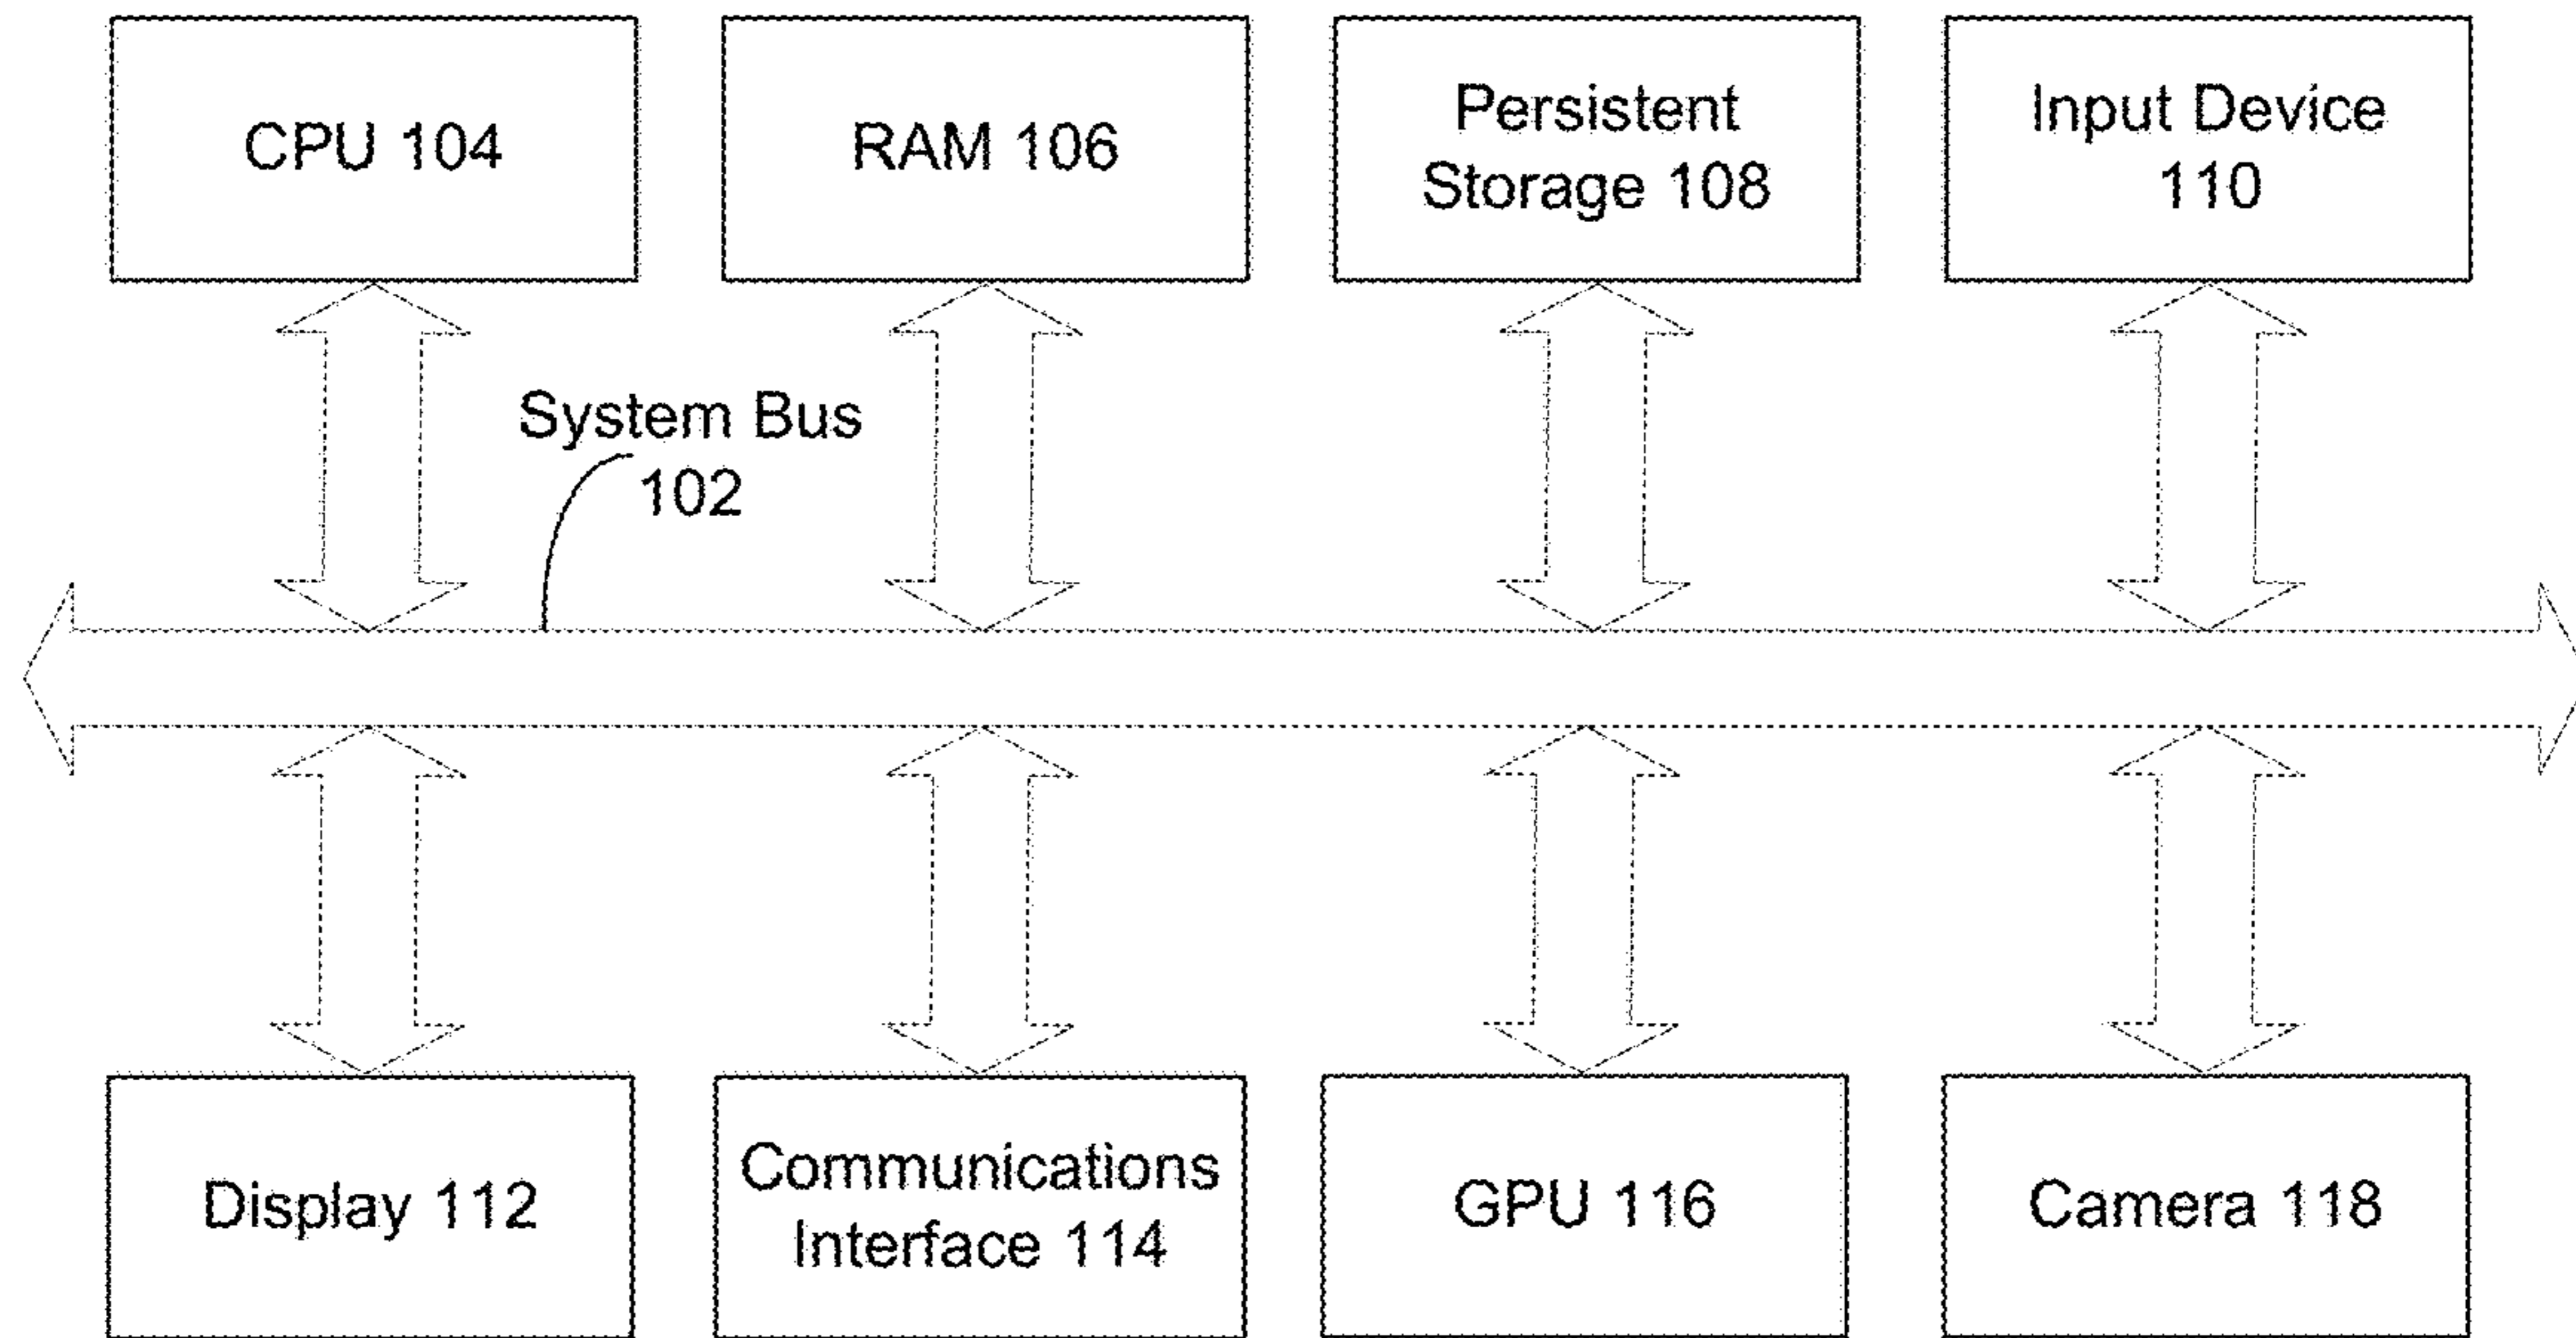 CPU 104
RAM 106
Persistent
Storage 108
Input Device
110
System Bus
102
Display 112
Communications
Interface 114
GPU 116
Camera 118